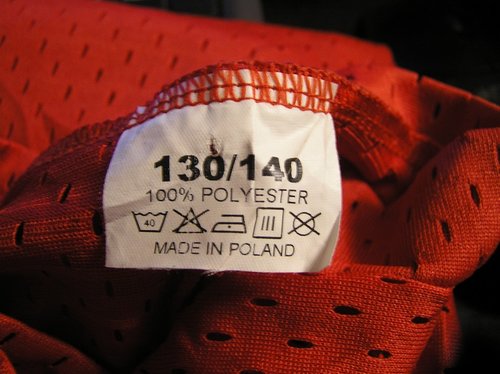 130/140
100% POLYESTER
40
MADE IN POLAND